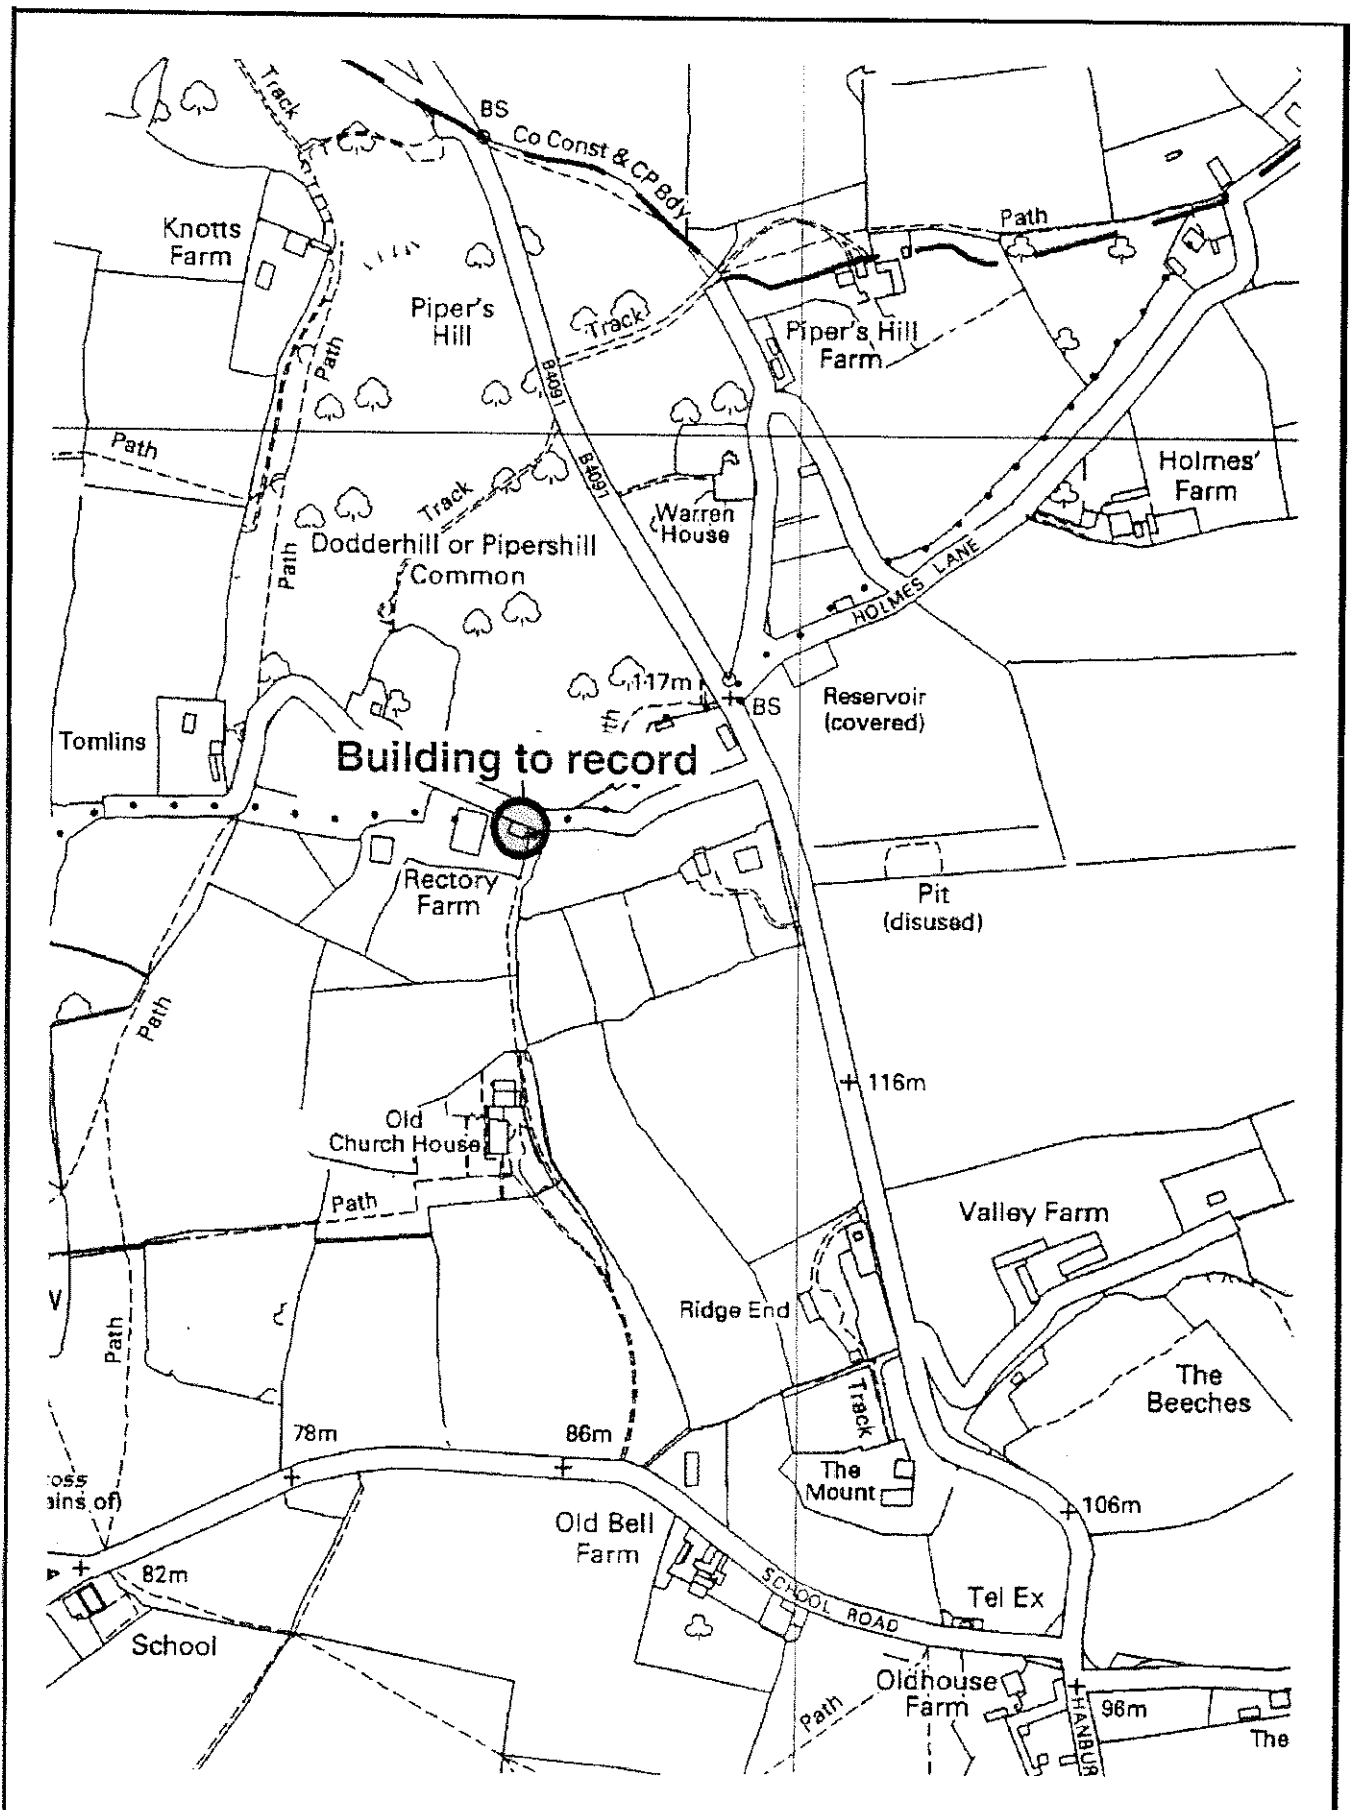 Track
BS
Co Const & CP Bdy
Path
Knotts
Farm
Piper's
Hill
Track
Piper's Hill
Farm
Path
B4091
Path
B4091
Holmes'
Farm
Track
Warren
House
Dodderhill or Pipershill
Common
Path
HOLMES LANE
117m
BS
Reservoir
(covered)
Tomlins
Building to record
Rectory
Farm
Pit
(disused)
Path
116m
Old
Church House
Path
Valley Farm
Ridge End
Path
The
Beeches
Track
78m
86m
The
Mount
oss
ains of)
106m
Old Bell
Farm
82m
SCHOOL ROAD
Tel Ex
School
Oldhouse
Farm
Path
96m
HANBUR
The